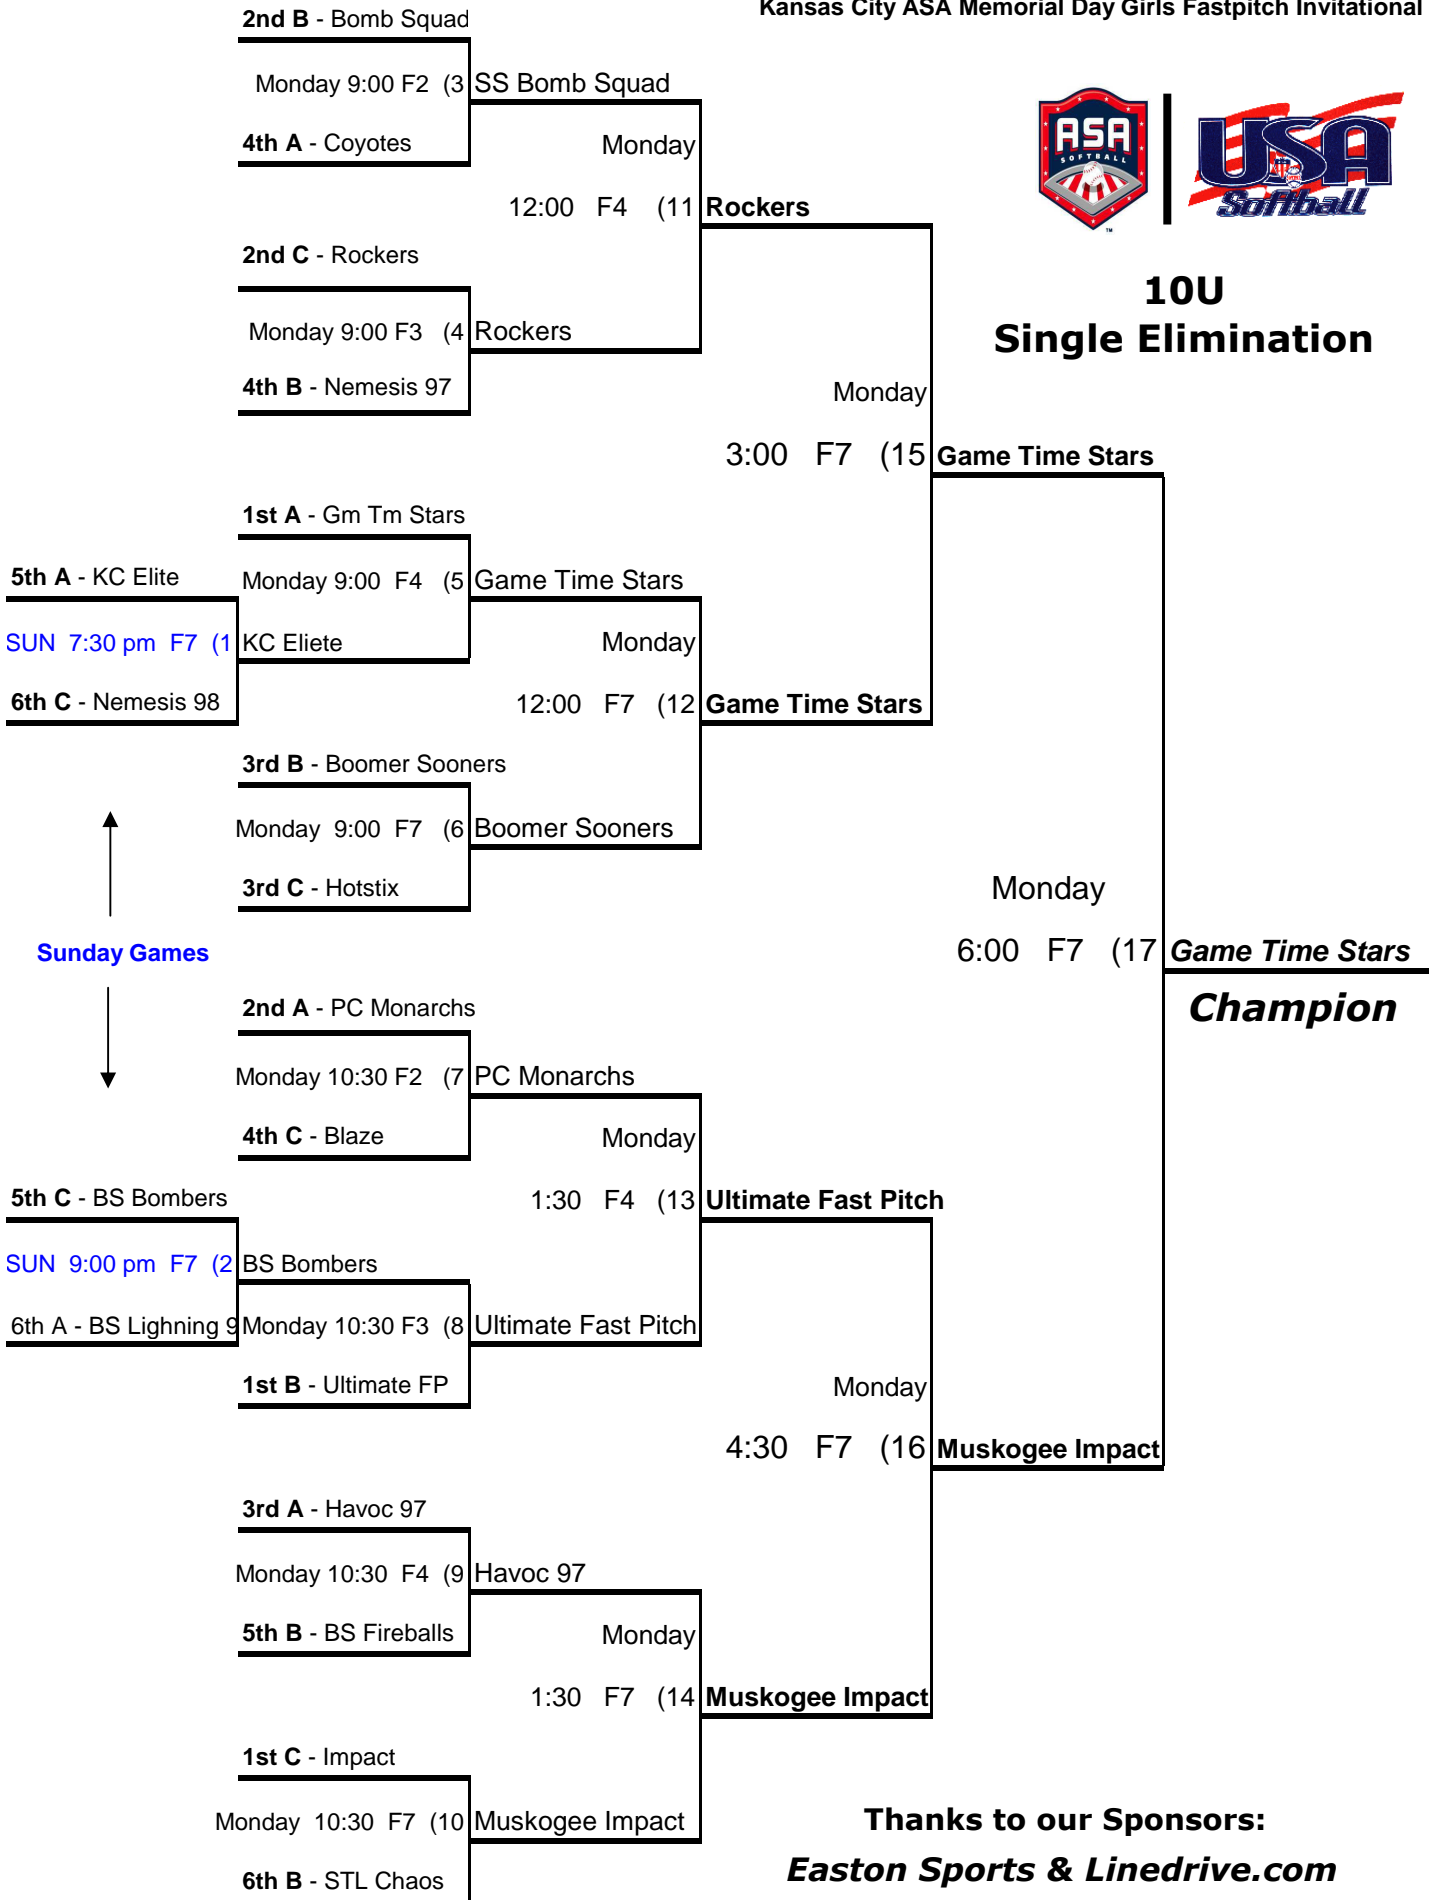 Kansas City ASA Memorial Day Girls Fastpitch Invitational
2nd B - Bomb Squad
Monday 9:00 F2 (3 SS Bomb Squad
4th A - Coyotes
Monday
12:00 F4 (11 Rockers
2nd C - Rockers
Monday 9:00 F3 (4 Rockers
4th B - Nemesis 97
ASA
SOFTBALL
TM
USA
Softball
10U
Single Elimination
Monday
3:00 F7 (15 Game Time Stars
1st A - Gm Tm Stars
5th A - KC Elite
Monday 9:00 F4 (5 Game Time Stars
SUN 7:30 pm F7 (1 KC Eliete
Monday
6th C - Nemesis 98
12:00 F7 (12 Game Time Stars
3rd B - Boomer Sooners
Monday 9:00 F7 (6 Boomer Sooners
3rd C - Hotstix
Sunday Games
Monday
6:00 F7 (17 Game Time Stars
Champion
2nd A - PC Monarchs
Monday 10:30 F2 (7 PC Monarchs
4th C - Blaze
Monday
5th C - BS Bombers
1:30 F4 (13 Ultimate Fast Pitch
SUN 9:00 pm F7 (2 BS Bombers
6th A - BS Lighning 9
Monday 10:30 F3 (8 Ultimate Fast Pitch
1st B - Ultimate FP
Monday
4:30 F7 (16 Muskogee Impact
3rd A - Havoc 97
Monday 10:30 F4 (9 Havoc 97
5th B - BS Fireballs
Monday
1:30 F7 (14 Muskogee Impact
1st C - Impact
Monday 10:30 F7 (10 Muskogee Impact
6th B - STL Chaos
Thanks to our Sponsors:
Easton Sports & Linedrive.com